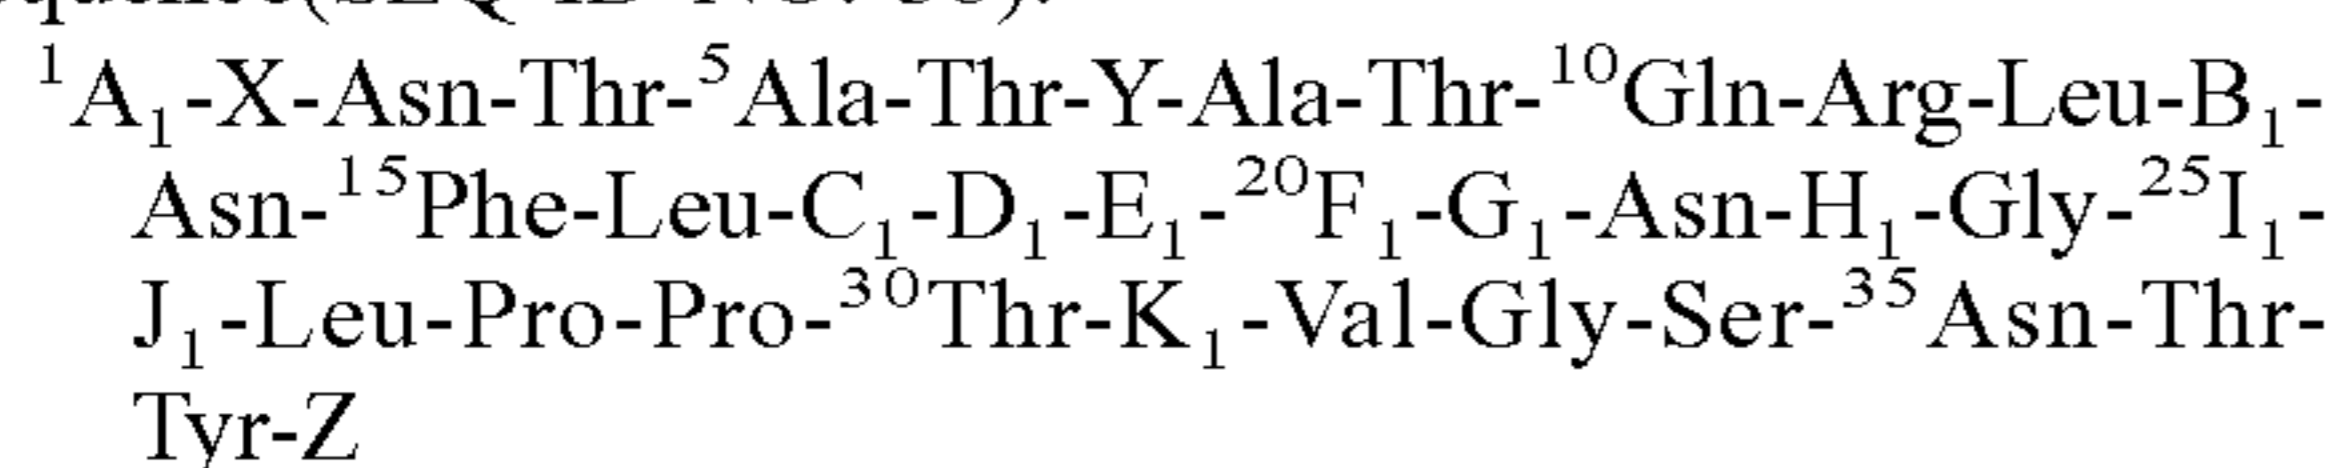 ¹A₁-X-Asn-Thr-⁵Ala-Thr-Y-Ala-Thr-¹⁰Gln-Arg-Leu-B₁-
Asn-¹⁵Phe-Leu-C₁-D₁-E₁-²⁰F₁-G₁-Asn-H₁-Gly-²⁵I₁-
J₁-Leu-Pro-Pro-³⁰Thr-K₁-Val-Gly-Ser-³⁵Asn-Thr-
Tyr-Z